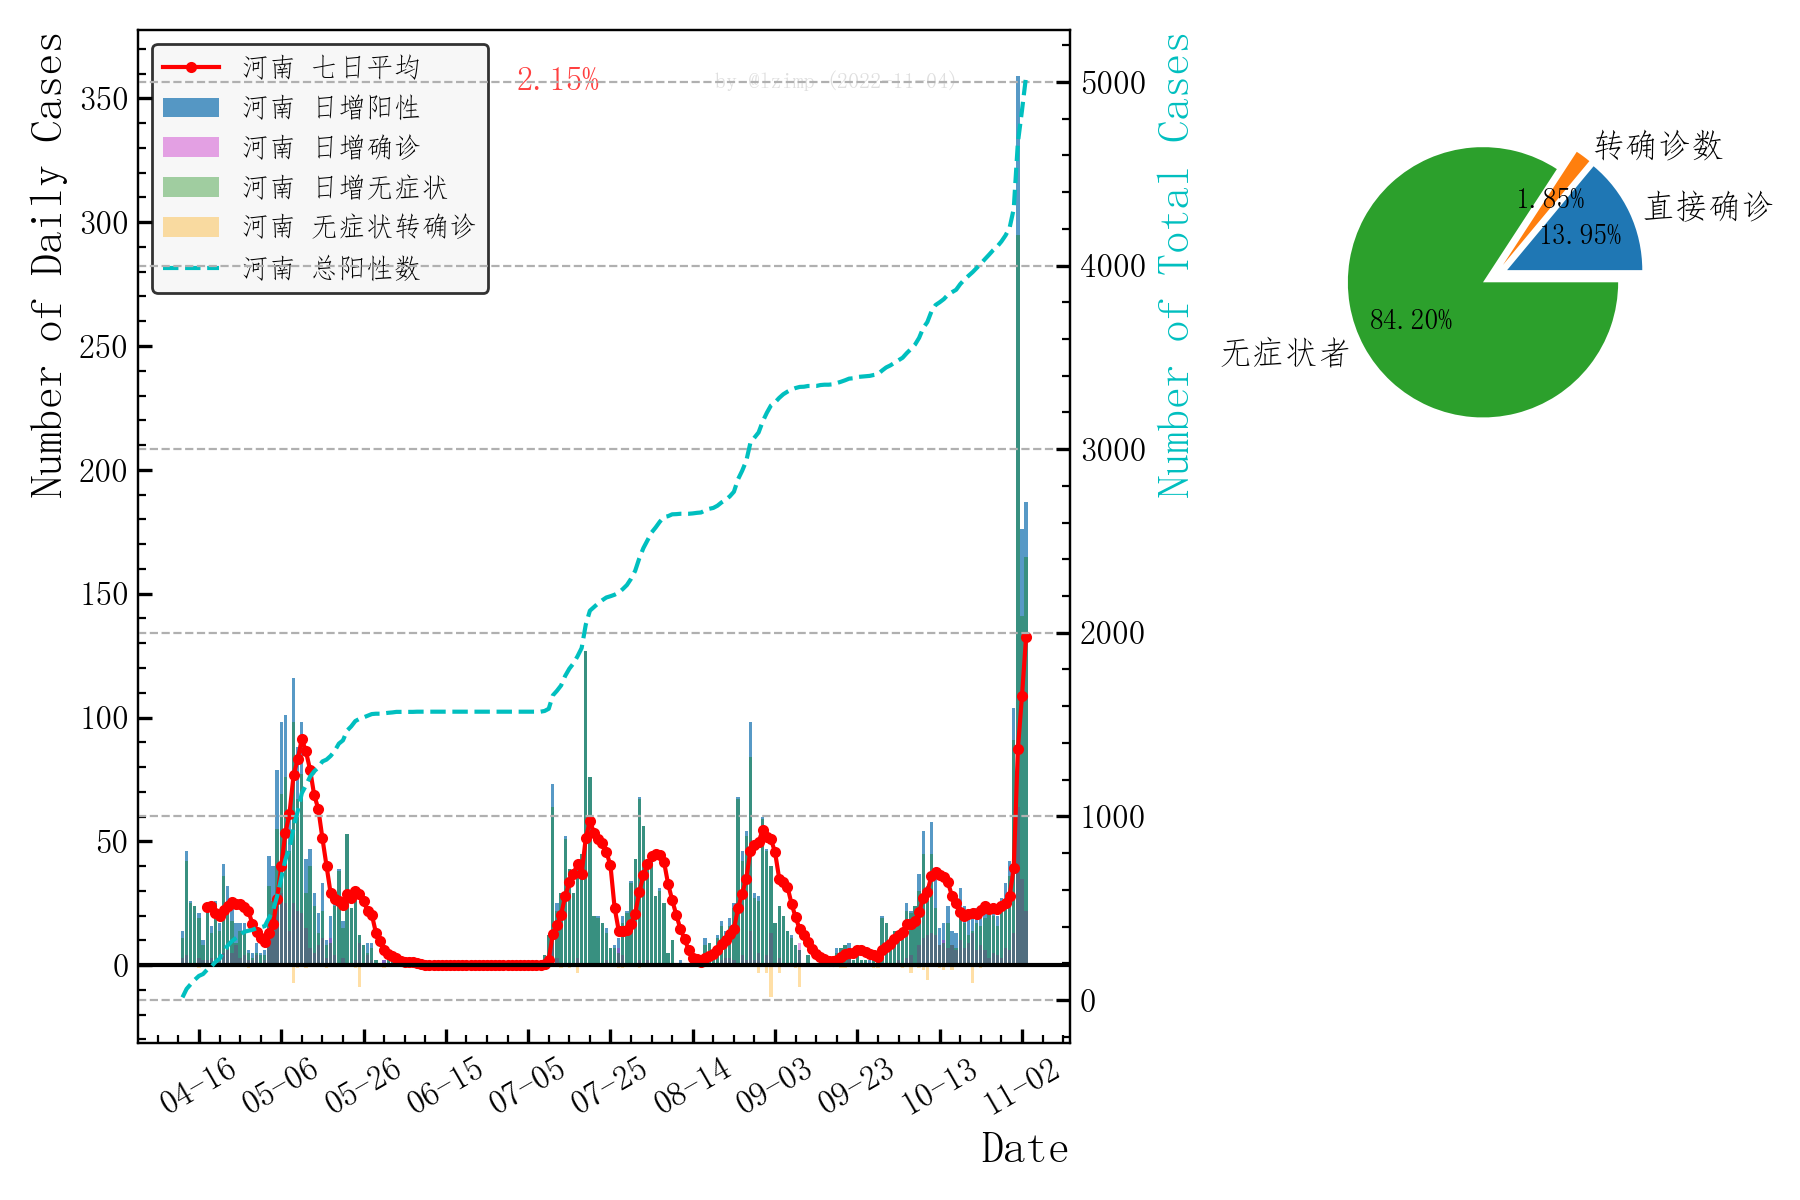 Number of Daily Cases
350
300
250
200
150
100
50
0
河南 七日平均
河南 日增阳性
河南 日增确诊
河南 日增无症状
河南 无症状转确诊
河南 总阳性数
2.15%
by @lzimp (2022-11-04)
5000
4000
3000
2000
1000
0
Number of Total Cases
04-16
05-06
05-26
06-15
07-05
07-25
08-14
09-03
09-23
10-13
11-02
Date
转确诊数
直接确诊
无症状者
1.85%
13.95%
84.20%